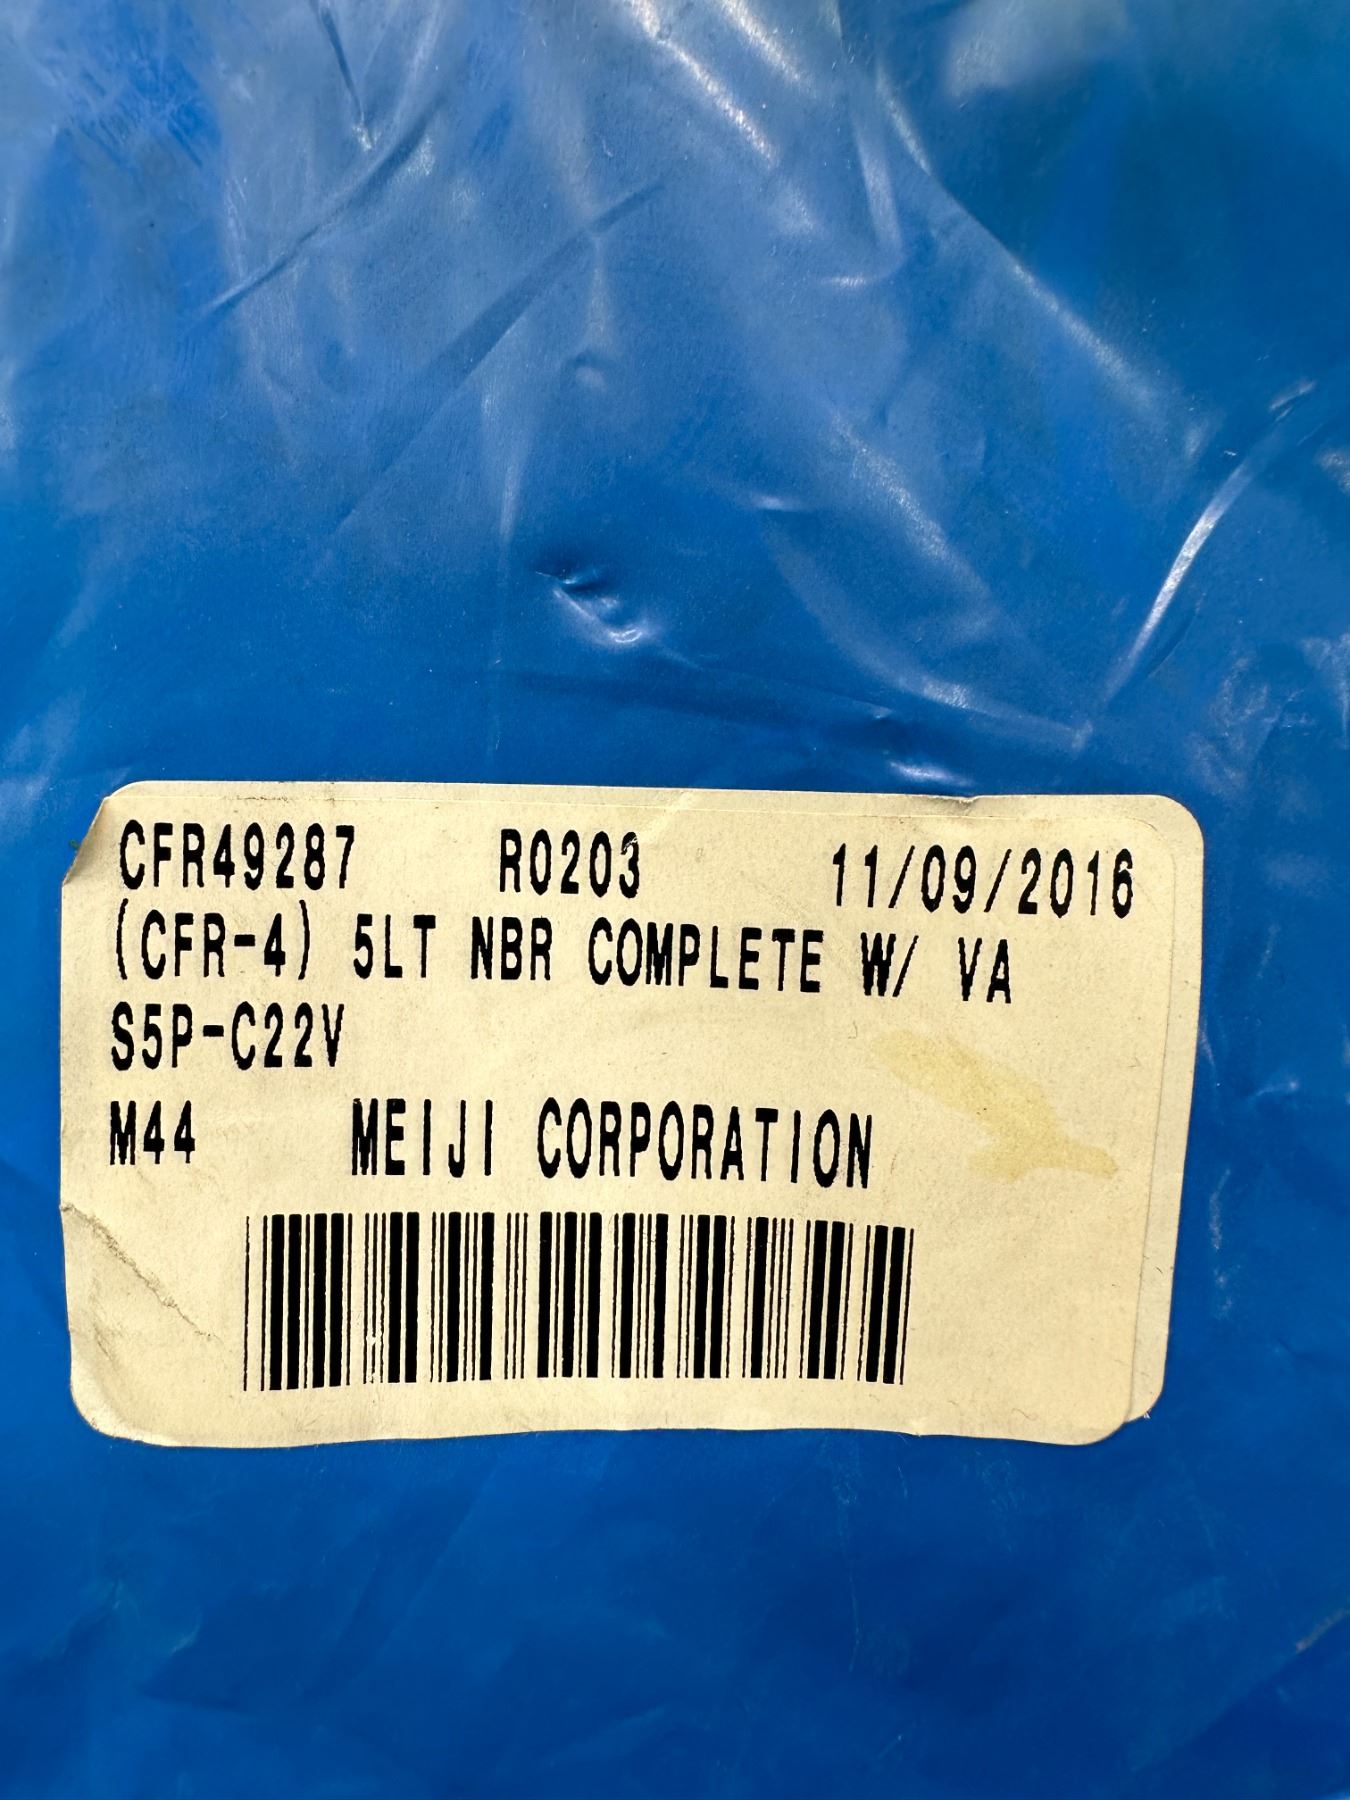 CFR49287 R0203 11/09/2016
(CFR-4) 5LT NBR COMPLETE W/ VA
S5P-C22V
M44 MEIJI CORPORATION